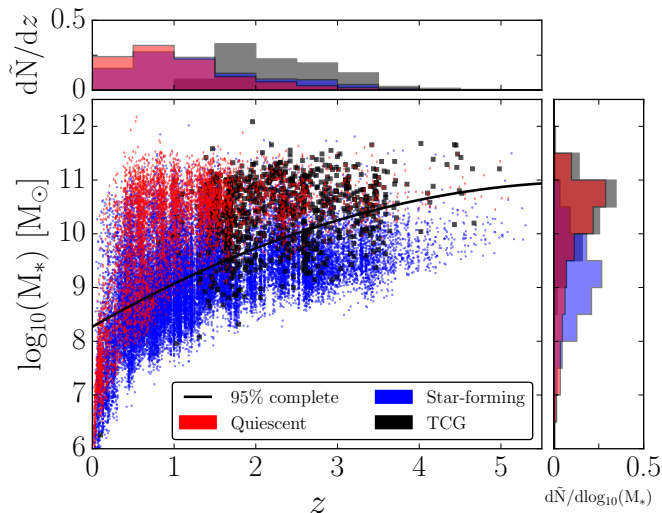 dÑ/dz
0.5
0
log₁₀(M*) [M⊙]
12
11
10
9
8
7
6
95% complete
Quiescent
Star-forming
TCG
0 1 2 3 4 5
z
0 0.5
dÑ/dlog₁₀(M*)